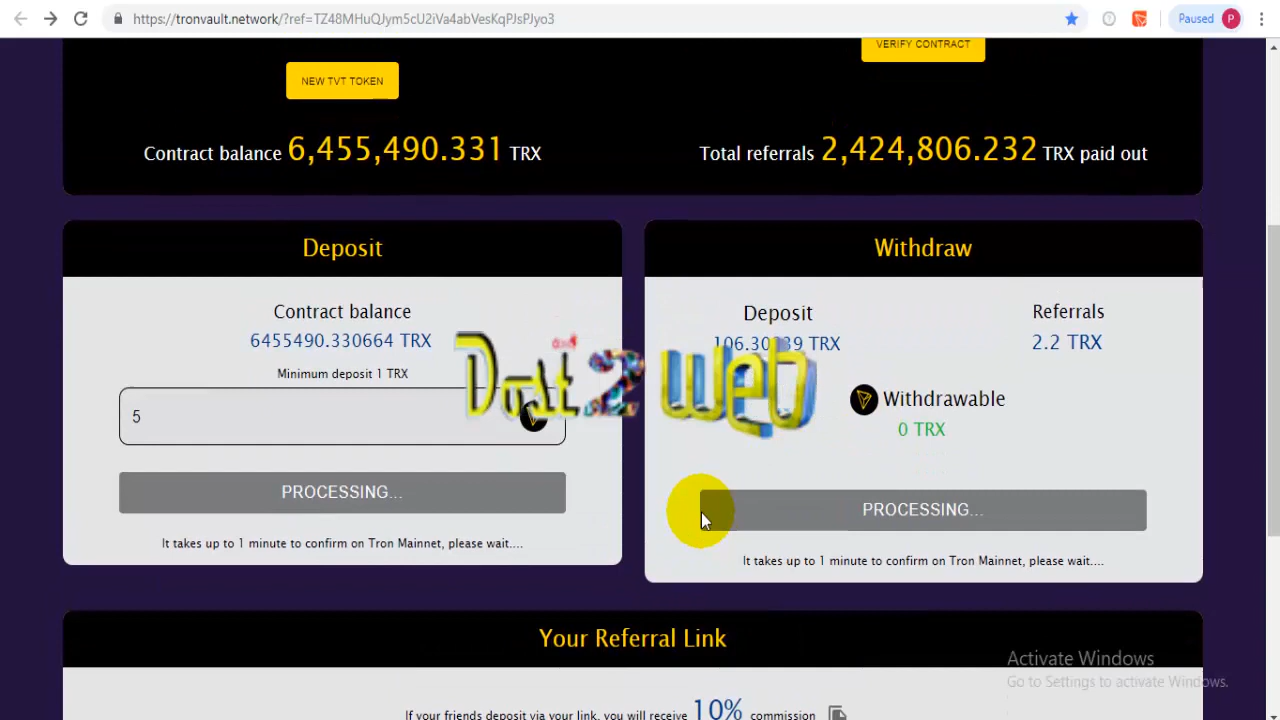 https://tronvault.network/?ref=TZ48MHuQJym5cU2iVa4abVesKqPJsPJyo3
Paused P
VERIFY CONTRACT
NEW TVT TOKEN
Contract balance 6,455,490.331 TRX
Total referrals 2,424,806.232 TRX paid out
Deposit
Contract balance
6455490.330664 TRX
Minimum deposit 1 TRX
5
PROCESSING...
It takes up to 1 minute to confirm on Tron Mainnet, please wait....
Withdraw
Deposit
TRX
Referrals
2.2 TRX
Withdrawable
0 TRX
PROCESSING...
It takes up to 1 minute to confirm on Tron Mainnet, please wait....
2 web
Your Referral Link
If your friends deposit via your link, you will receive 10% commission
Activate Windows
Go to Settings to activate Windows.